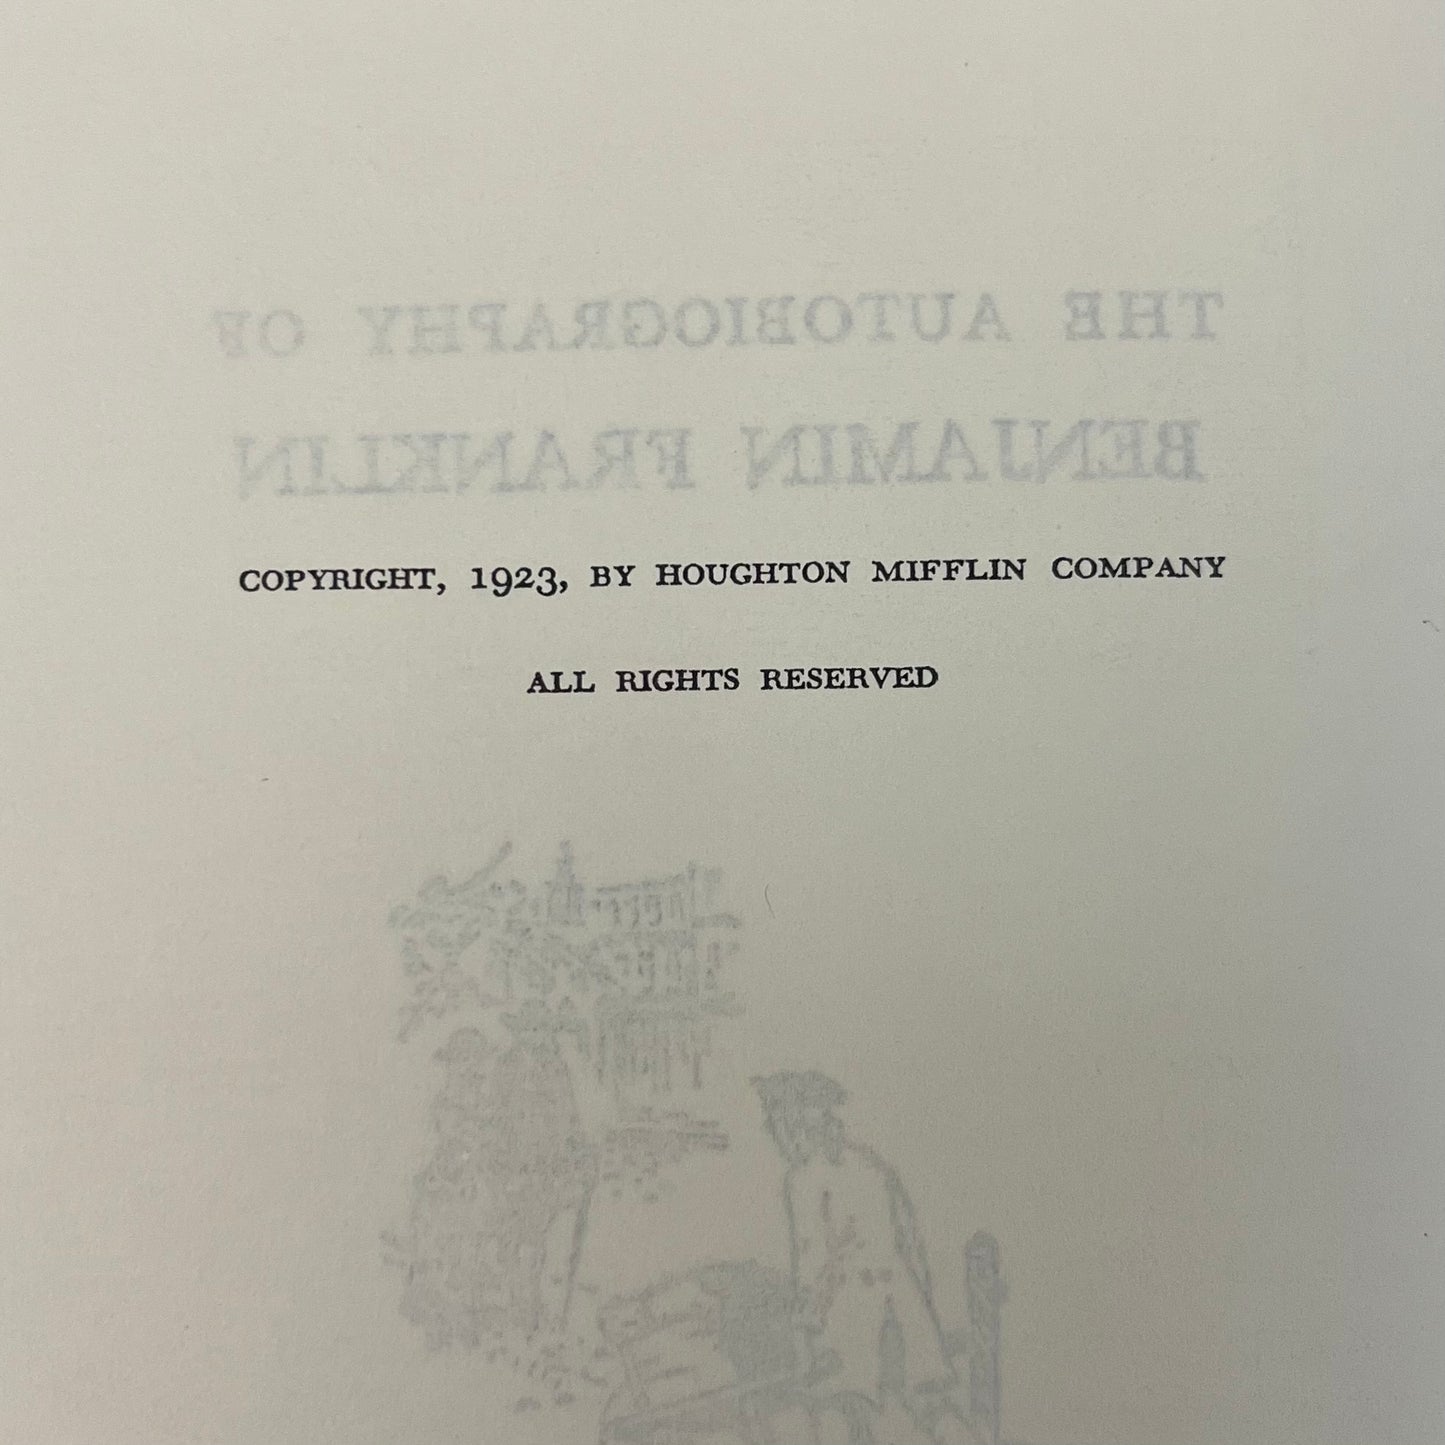 THE AUTOBIOGRAPHY OF
BENJAMIN FRANKLIN
COPYRIGHT, 1923, BY HOUGHTON MIFFLIN COMPANY
ALL RIGHTS RESERVED